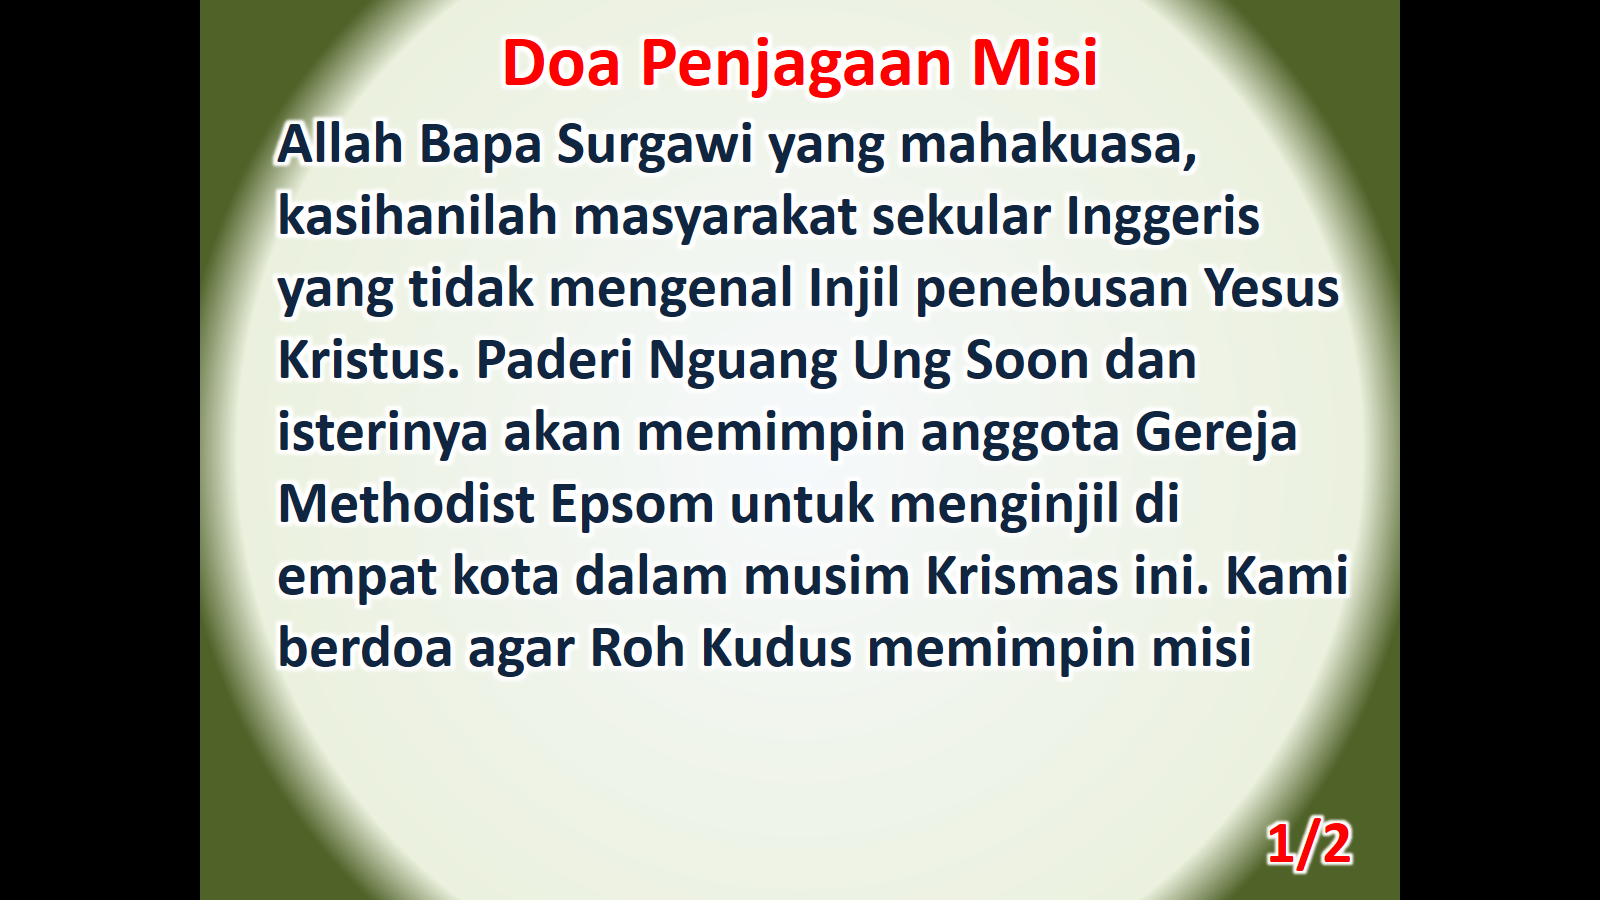 Doa Penjagaan Misi
Allah Bapa Surgawi yang mahakuasa,
kasihanilah masyarakat sekular Inggeris
yang tidak mengenal Injil penebusan Yesus
Kristus. Paderi Nguang Ung Soon dan
isterinya akan memimpin anggota Gereja
Methodist Epsom untuk menginjil di
empat kota dalam musim Krismas ini. Kami
berdoa agar Roh Kudus memimpin misi
1/2